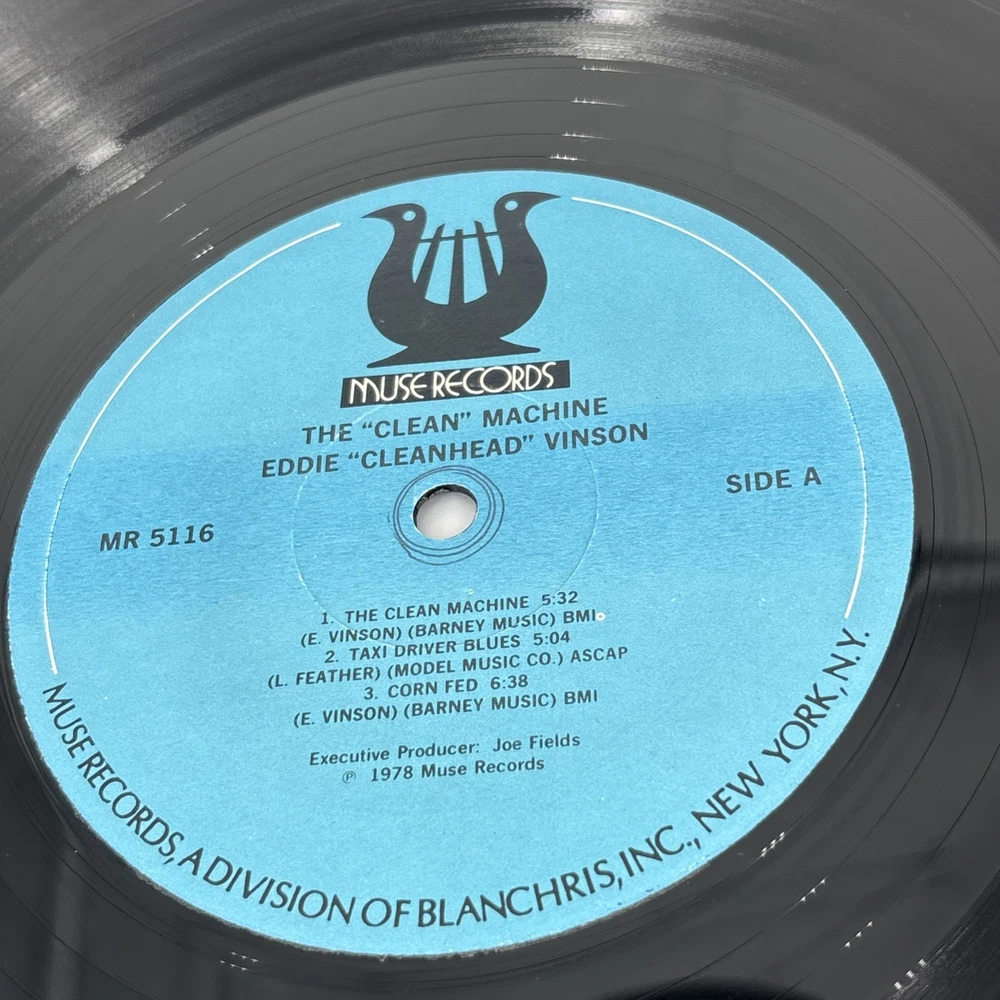 MUSE RECORDS
THE "CLEAN" MACHINE
EDDIE "CLEANHEAD" VINSON
SIDE A
MR 5116
1. THE CLEAN MACHINE 5:32
(E. VINSON) (BARNEY MUSIC) BMI
2. TAXI DRIVER BLUES 5:04
(L. FEATHER) (MODEL MUSIC CO.) ASCAP
3. CORN FED 6:38
(E. VINSON) (BARNEY MUSIC) BMI
Executive Producer: Joe Fields
℗ 1978 Muse Records
MUSE RECORDS, A DIVISION OF BLANCHRIS, INC., NEW YORK, N.Y.